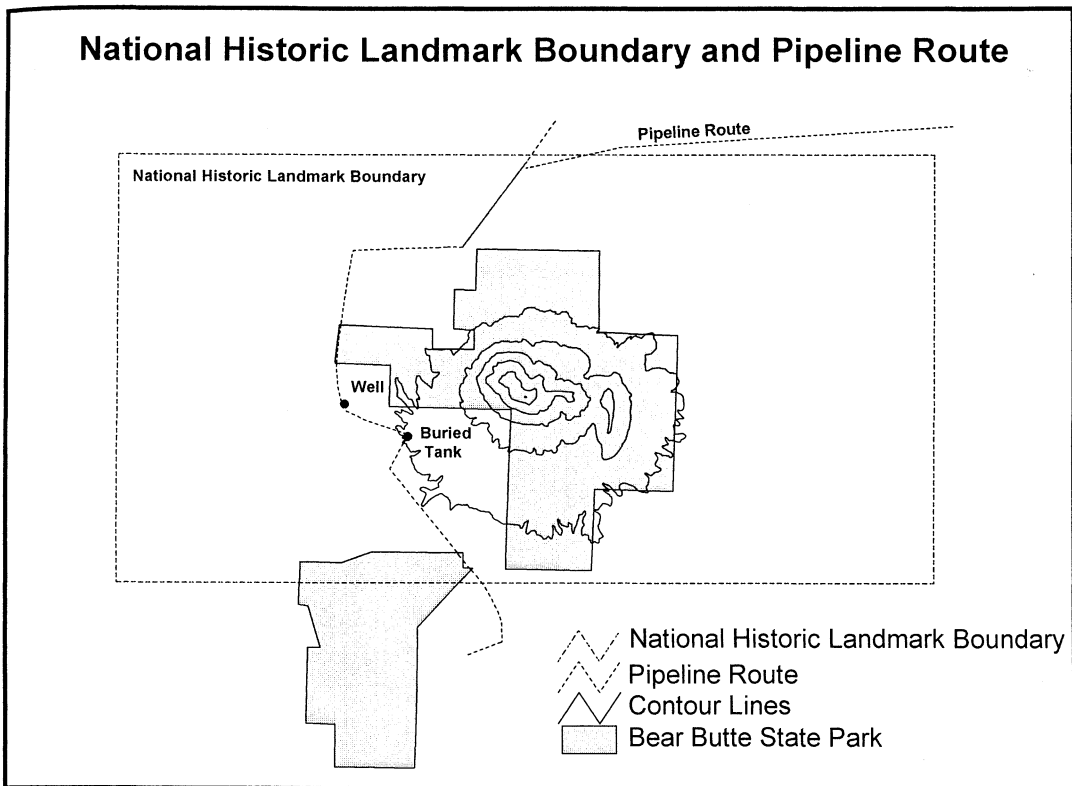 National Historic Landmark Boundary and Pipeline Route
Pipeline Route
National Historic Landmark Boundary
Well
Buried
Tank
National Historic Landmark Boundary
Pipeline Route
Contour Lines
Bear Butte State Park